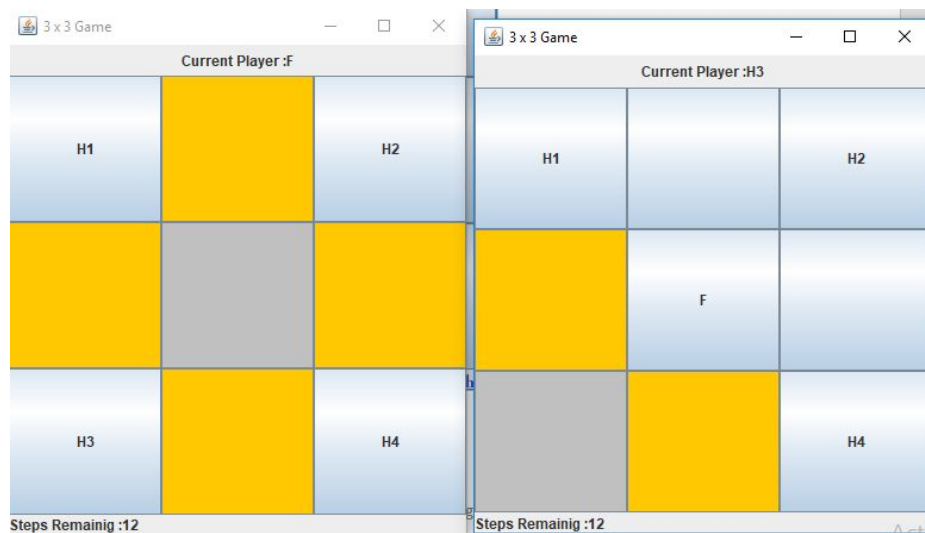 3 x 3 Game
Current Player :F
H1
H2
H3
H4
Steps Remainig :12
3 x 3 Game
Current Player :H3
H1
H2
F
H4
Steps Remainig :12
h
g